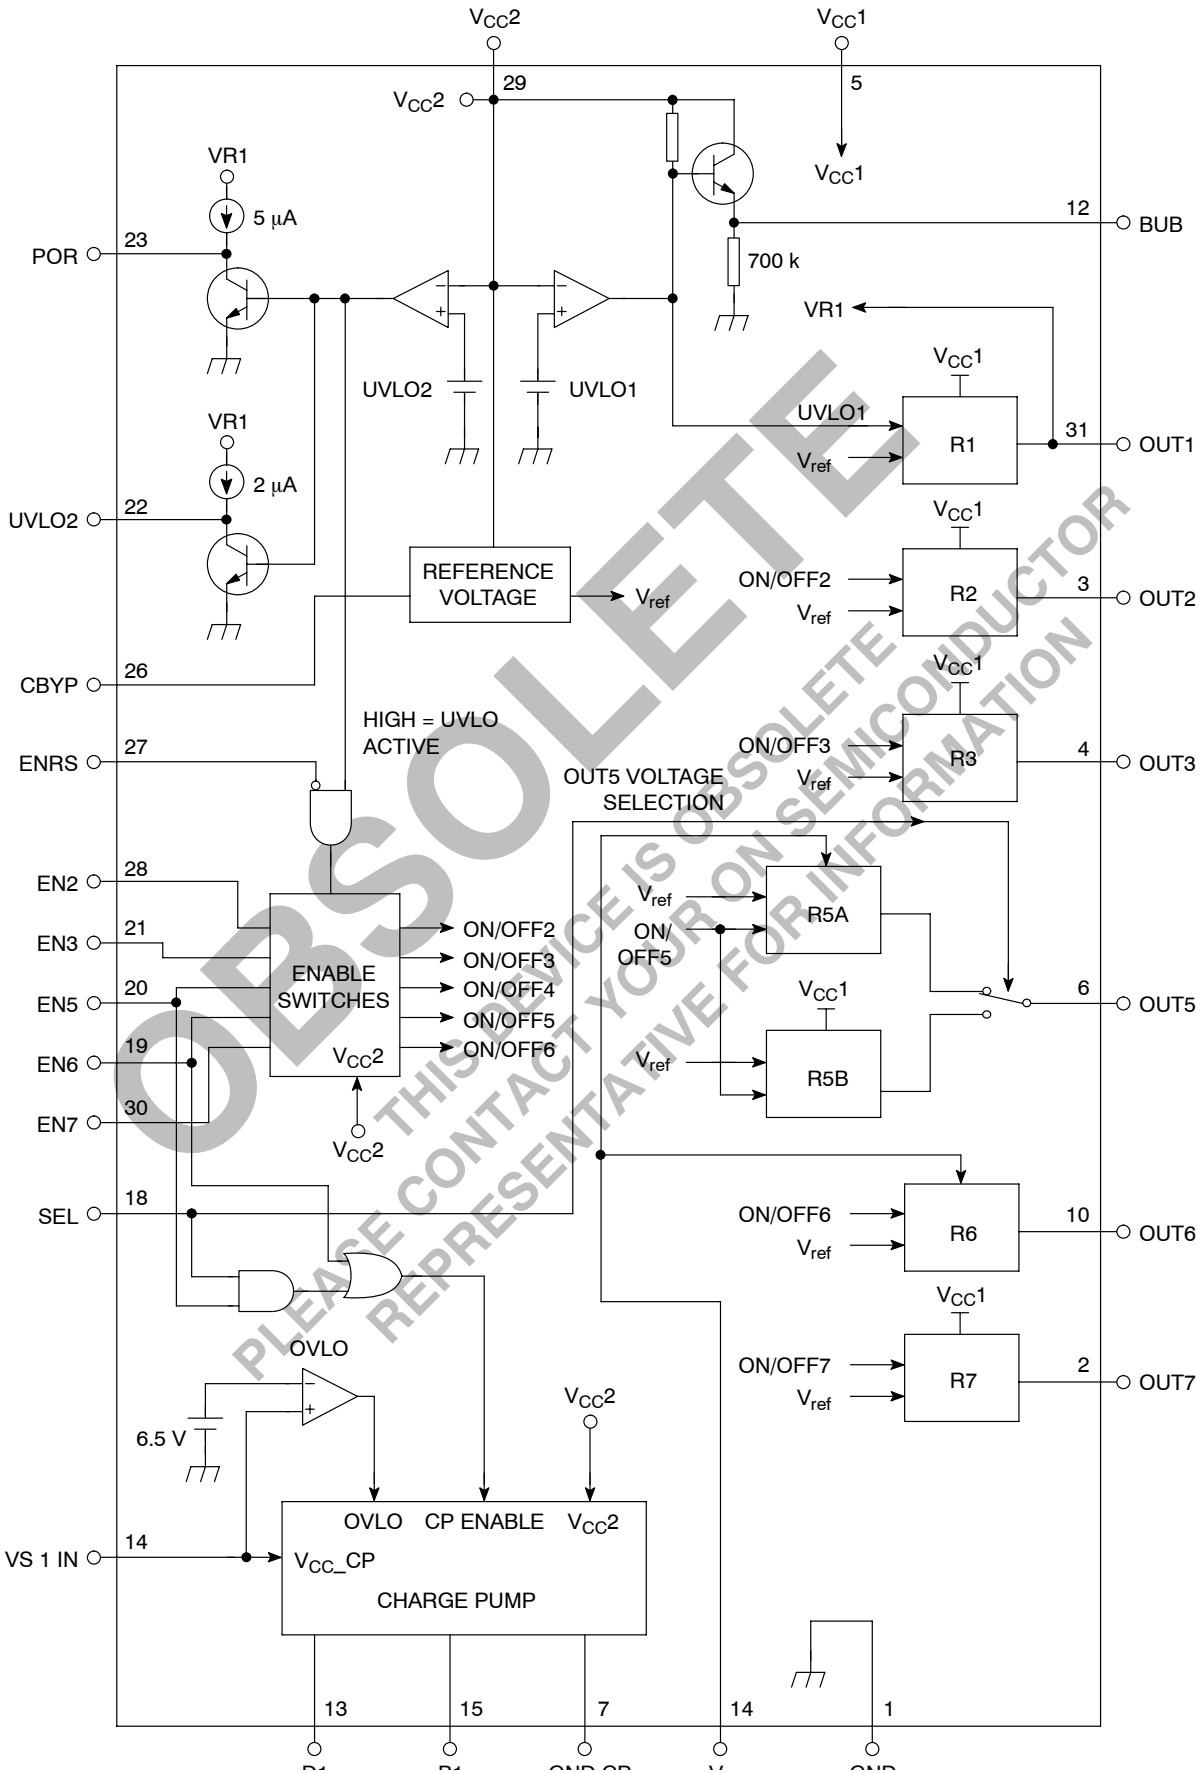 VCC2
VCC1
29
5
VCC2
VR1
VCC1
5 μA
12
BUB
23
POR
700 k
VR1
VCC1
UVLO2
UVLO1
VR1
UVLO1
R1
31
OUT1
Vref
2 μA
22
UVLO2
VCC1
REFERENCE
VOLTAGE
Vref
ON/OFF2
R2
3
OUT2
Vref
26
CBYP
VCC1
HIGH = UVLO
ACTIVE
27
ENRS
ON/OFF3
R3
4
OUT3
Vref
OUT5 VOLTAGE
SELECTION
28
EN2
Vref
R5A
21
EN3
ON/OFF2
ON/
OFF5
ON/OFF3
ENABLE
SWITCHES
20
EN5
ON/OFF4
VCC1
6
OUT5
ON/OFF5
19
EN6
VCC2
ON/OFF6
Vref
R5B
30
EN7
VCC2
18
SEL
ON/OFF6
R6
10
OUT6
Vref
VCC1
OVLO
ON/OFF7
R7
2
OUT7
Vref
VCC2
6.5 V
OVLO
CP ENABLE
VCC2
14
VS 1 IN
VCC_CP
CHARGE PUMP
13
15
7
14
1
OBSOLETE
THIS DEVICE IS OBSOLETE
PLEASE CONTACT YOUR ON SEMICONDUCTOR
REPRESENTATIVE FOR INFORMATION